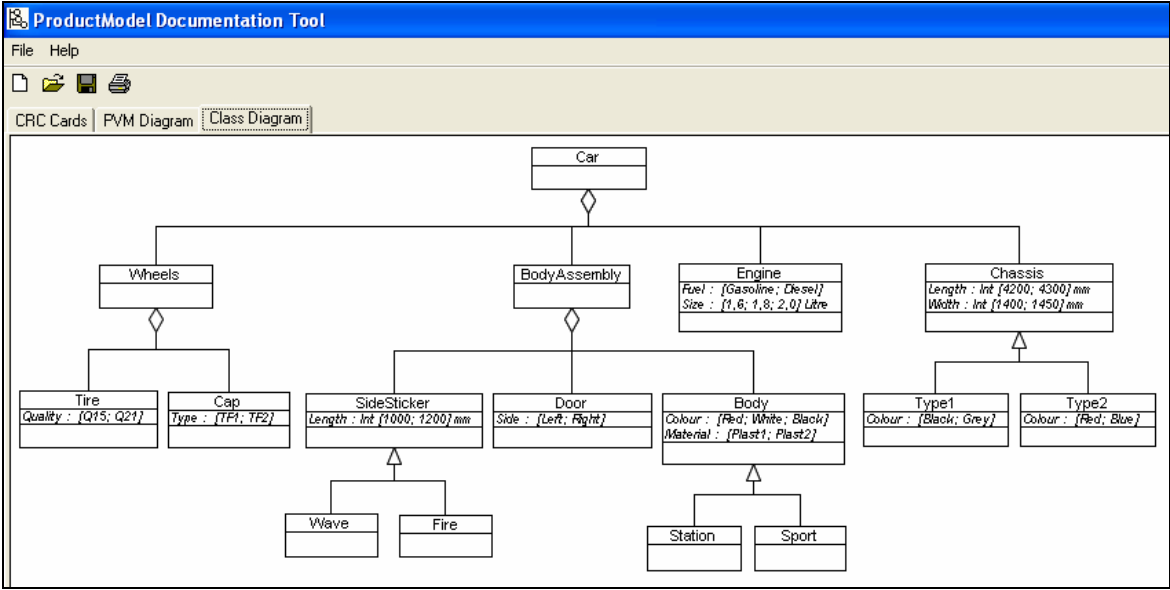 ProductModel Documentation Tool
File Help
CRC Cards PVM Diagram Class Diagram
Car
Wheels
BodyAssembly
Engine
Fuel : [Gasoline; Diesel]
Size : [1,6; 1,8; 2,0] Litre
Chassis
Length : Int [4200; 4300] mm
Width : Int [1400; 1450] mm
Tire
Quality : [Q15; Q21]
Cap
Type : [TF1; TF2]
SideSticker
Length : Int [1000; 1200] mm
Door
Side : [Left; Right]
Body
Colour : [Red; White; Black]
Material : [Plast1; Plast2]
Type1
Colour : [Black; Grey]
Type2
Colour : [Red; Blue]
Wave
Fire
Station
Sport